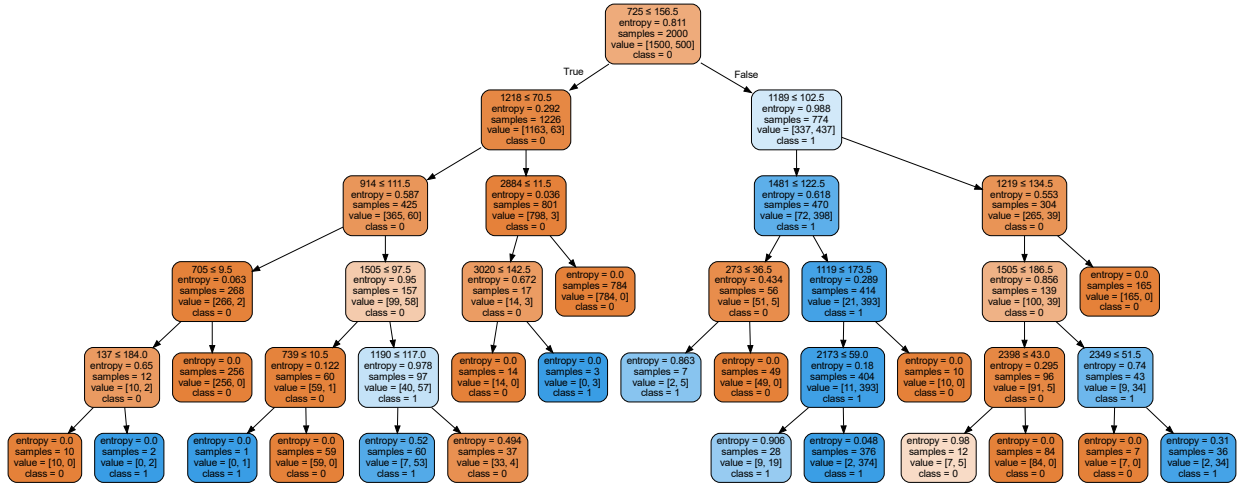 725 ≤ 156.5
entropy = 0.811
samples = 2000
value = [1500, 500]
class = 0
True
False
1218 ≤ 70.5
entropy = 0.292
samples = 1226
value = [1163, 63]
class = 0
1189 ≤ 102.5
entropy = 0.988
samples = 774
value = [337, 437]
class = 1
914 ≤ 111.5
entropy = 0.587
samples = 425
value = [365, 60]
class = 0
2884 ≤ 11.5
entropy = 0.036
samples = 801
value = [798, 3]
class = 0
1481 ≤ 122.5
entropy = 0.618
samples = 470
value = [72, 398]
class = 1
1219 ≤ 134.5
entropy = 0.553
samples = 304
value = [265, 39]
class = 0
705 ≤ 9.5
entropy = 0.063
samples = 268
value = [266, 2]
class = 0
1505 ≤ 97.5
entropy = 0.95
samples = 157
value = [99, 58]
class = 0
3020 ≤ 142.5
entropy = 0.672
samples = 17
value = [14, 3]
class = 0
entropy = 0.0
samples = 784
value = [784, 0]
class = 0
273 ≤ 36.5
entropy = 0.434
samples = 56
value = [51, 5]
class = 0
1119 ≤ 173.5
entropy = 0.289
samples = 414
value = [21, 393]
class = 1
1505 ≤ 186.5
entropy = 0.856
samples = 139
value = [100, 39]
class = 0
entropy = 0.0
samples = 165
value = [165, 0]
class = 0
137 ≤ 184.0
entropy = 0.65
samples = 12
value = [10, 2]
class = 0
entropy = 0.0
samples = 256
value = [256, 0]
class = 0
739 ≤ 10.5
entropy = 0.122
samples = 60
value = [59, 1]
class = 0
1190 ≤ 117.0
entropy = 0.978
samples = 97
value = [40, 57]
class = 1
entropy = 0.0
samples = 14
value = [14, 0]
class = 0
entropy = 0.0
samples = 3
value = [0, 3]
class = 1
entropy = 0.863
samples = 7
value = [2, 5]
class = 1
entropy = 0.0
samples = 49
value = [49, 0]
class = 0
2173 ≤ 59.0
entropy = 0.18
samples = 404
value = [11, 393]
class = 1
entropy = 0.0
samples = 10
value = [10, 0]
class = 0
2398 ≤ 43.0
entropy = 0.295
samples = 96
value = [91, 5]
class = 0
2349 ≤ 51.5
entropy = 0.74
samples = 43
value = [9, 34]
class = 1
entropy = 0.0
samples = 10
value = [10, 0]
class = 0
entropy = 0.0
samples = 2
value = [0, 2]
class = 1
entropy = 0.0
samples = 1
value = [0, 1]
class = 1
entropy = 0.0
samples = 59
value = [59, 0]
class = 0
entropy = 0.52
samples = 60
value = [7, 53]
class = 1
entropy = 0.494
samples = 37
value = [33, 4]
class = 0
entropy = 0.906
samples = 28
value = [9, 19]
class = 1
entropy = 0.048
samples = 376
value = [2, 374]
class = 1
entropy = 0.98
samples = 12
value = [7, 5]
class = 0
entropy = 0.0
samples = 84
value = [84, 0]
class = 0
entropy = 0.0
samples = 7
value = [7, 0]
class = 0
entropy = 0.31
samples = 36
value = [2, 34]
class = 1